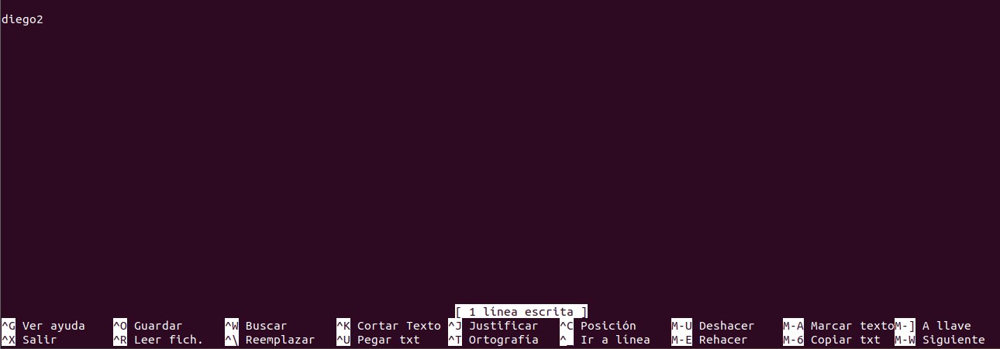 diego2
[ 1 línea escrita ]
^G Ver ayuda ^O Guardar ^W Buscar ^K Cortar Texto ^J Justificar ^C Posición M-U Deshacer M-A Marcar texto M-] A llave
^X Salir ^R Leer fich. ^\ Reemplazar ^U Pegar txt ^T Ortografía ^_ Ir a línea M-E Rehacer M-6 Copiar txt M-W Siguiente